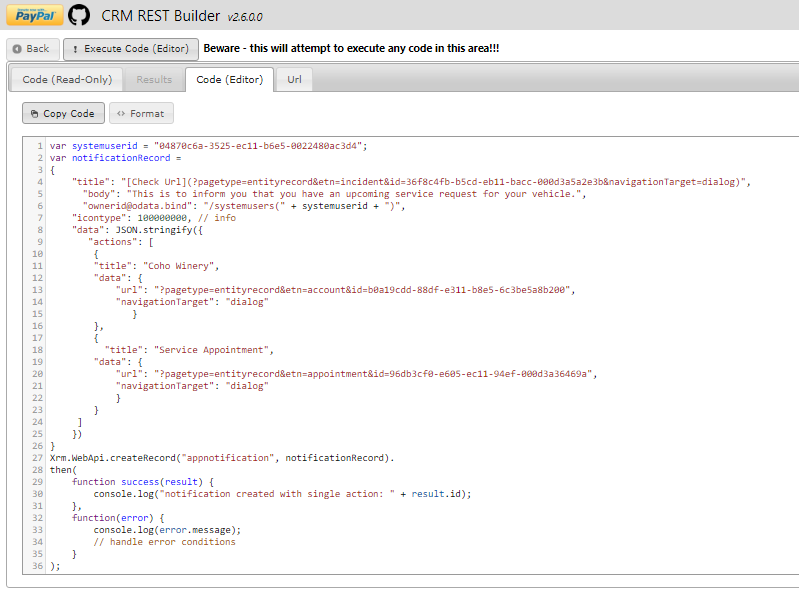 PayPal CRM REST Builder v2.6.0.0
Back ! Execute Code (Editor) Beware - this will attempt to execute any code in this area!!!
Code (Read-Only) Results Code (Editor) Url
Copy Code <> Format
1 var systemuserid = "04870c6a-3525-ec11-b6e5-0022480ac3d4";
2 var notificationRecord =
3 {
4 "title": "[Check Url](?pagetype=entityrecord&etn=incident&id=36f8c4fb-b5cd-eb11-bacc-000d3a5a2e3b&navigationTarget=dialog)",
5 "body": "This is to inform you that you have an upcoming service request for your vehicle.",
6 "ownerid@odata.bind": "/systemusers(" + systemuserid + ")",
7 "icontype": 100000000, // info
8 "data": JSON.stringify({
9 "actions": [
10 {
11 "title": "Coho Winery",
12 "data": {
13 "url": "?pagetype=entityrecord&etn=account&id=b0a19cdd-88df-e311-b8e5-6c3be5a8b200",
14 "navigationTarget": "dialog"
15 }
16 },
17 {
18 "title": "Service Appointment",
19 "data": {
20 "url": "?pagetype=entityrecord&etn=appointment&id=96db3cf0-e605-ec11-94ef-000d3a36469a",
21 "navigationTarget": "dialog"
22 }
23 }
24 ]
25 })
26 }
27 Xrm.WebApi.createRecord("appnotification", notificationRecord).
28 then(
29 function success(result) {
30 console.log("notification created with single action: " + result.id);
31 },
32 function(error) {
33 console.log(error.message);
34 // handle error conditions
35 }
36 );